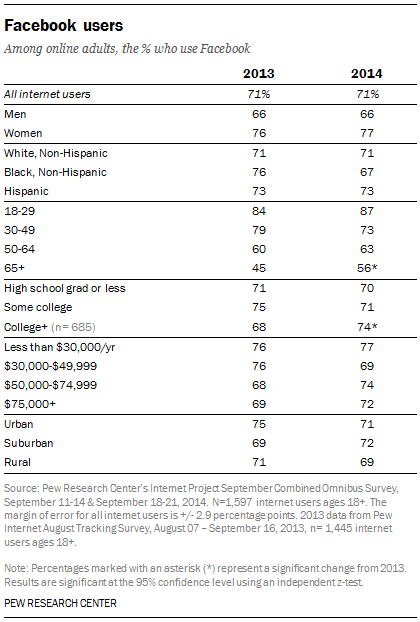 Facebook users
Among online adults, the % who use Facebook
2013 2014
All internet users 71% 71%
Men 66 66
Women 76 77
White, Non-Hispanic 71 71
Black, Non-Hispanic 76 67
Hispanic 73 73
18-29 84 87
30-49 79 73
50-64 60 63
65+ 45 56*
High school grad or less 71 70
Some college 75 71
College+ (n= 685) 68 74*
Less than $30,000/yr 76 77
$30,000-$49,999 76 69
$50,000-$74,999 68 74
$75,000+ 69 72
Urban 75 71
Suburban 69 72
Rural 71 69
Source: Pew Research Center's Internet Project September Combined Omnibus Survey,
September 11-14 & September 18-21, 2014. N=1,597 internet users ages 18+. The
margin of error for all internet users is +/- 2.9 percentage points. 2013 data from Pew
Internet August Tracking Survey, August 07 – September 16, 2013, n= 1,445 internet
users ages 18+.
Note: Percentages marked with an asterisk (*) represent a significant change from 2013.
Results are significant at the 95% confidence level using an independent z-test.
PEW RESEARCH CENTER